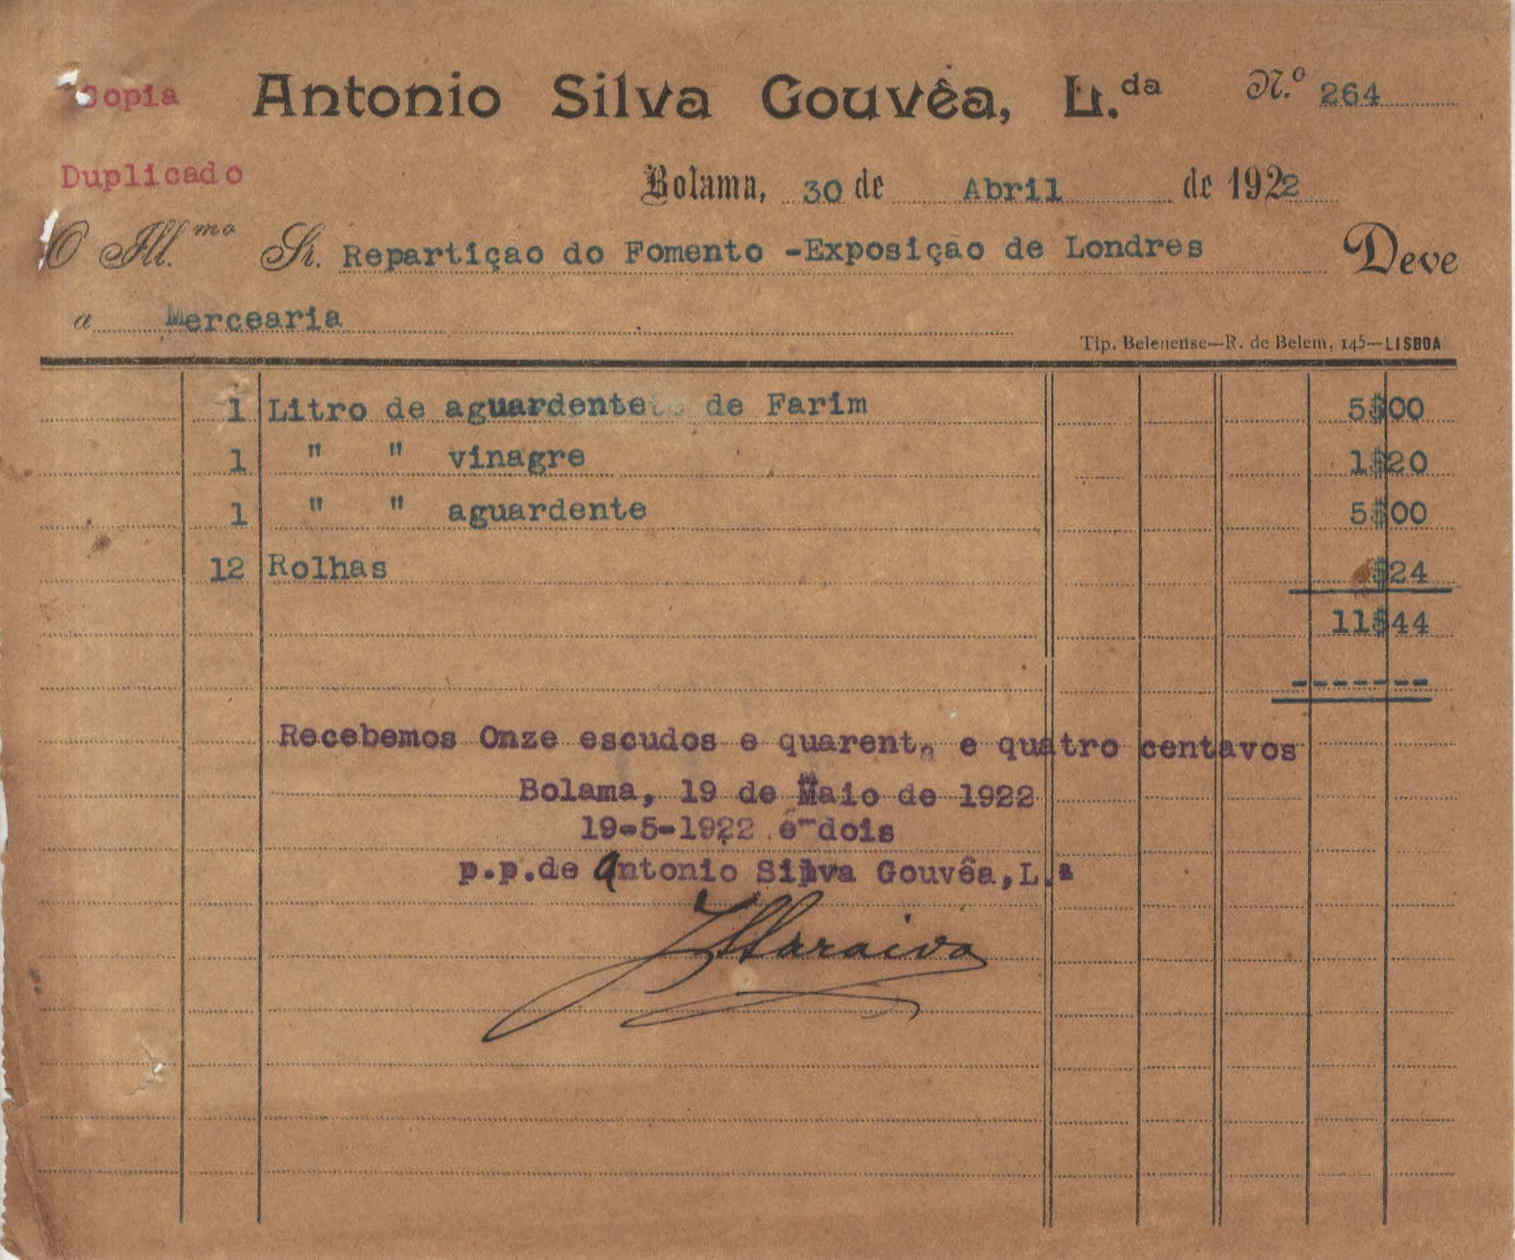 Copia Antonio Silva Gouvêa, L.da N.º 264
Duplicado
Bolama, 30 de Abril de 1922
O Ill.mo Sr. Repartiçao do Fomento -Exposição de Londres Deve
a Mercearia
Tip. Belenense—R. de Belem, 145—LISBOA
1 Litro de aguardente de Farim 5$00
1 " " vinagre 1$20
1 " " aguardente 5$00
12 Rolhas $24
11$44
Recebemos Onze escudos e quarenta e quatro centavos
Bolama, 19 de Maio de 1922
19-5-1922 e dois
p.p.de Antonio Silva Gouvêa,L.a